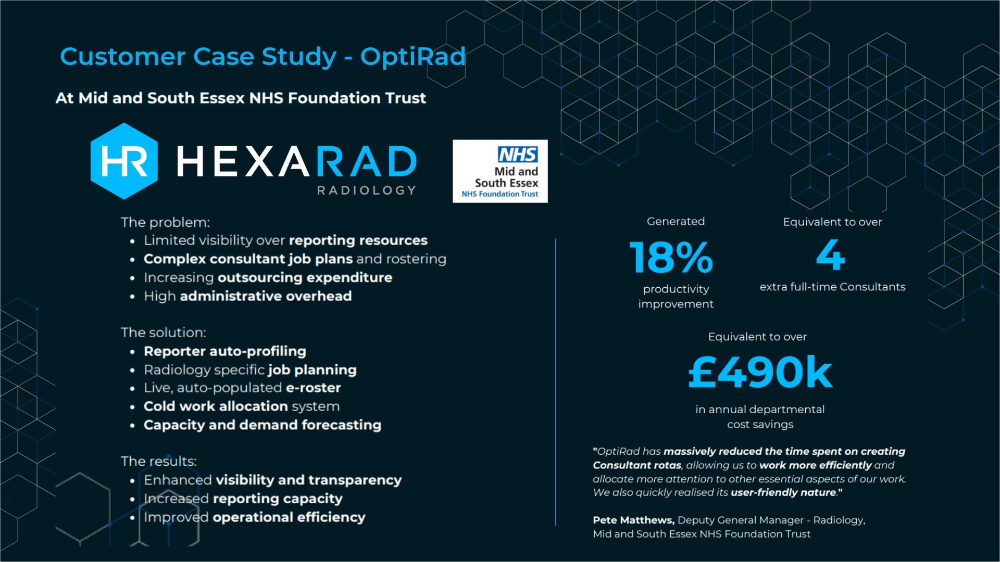 Customer Case Study - OptiRad
At Mid and South Essex NHS Foundation Trust
HR HEXARAD
RADIOLOGY
NHS
Mid and
South Essex
NHS Foundation Trust
The problem:
• Limited visibility over reporting resources
• Complex consultant job plans and rostering
• Increasing outsourcing expenditure
• High administrative overhead
The solution:
• Reporter auto-profiling
• Radiology specific job planning
• Live, auto-populated e-roster
• Cold work allocation system
• Capacity and demand forecasting
The results:
• Enhanced visibility and transparency
• Increased reporting capacity
• Improved operational efficiency
Generated
18%
productivity
improvement
Equivalent to over
4
extra full-time Consultants
Equivalent to over
£490k
in annual departmental
cost savings
"OptiRad has massively reduced the time spent on creating
Consultant rotas, allowing us to work more efficiently and
allocate more attention to other essential aspects of our work.
We also quickly realised its user-friendly nature."
Pete Matthews, Deputy General Manager - Radiology,
Mid and South Essex NHS Foundation Trust